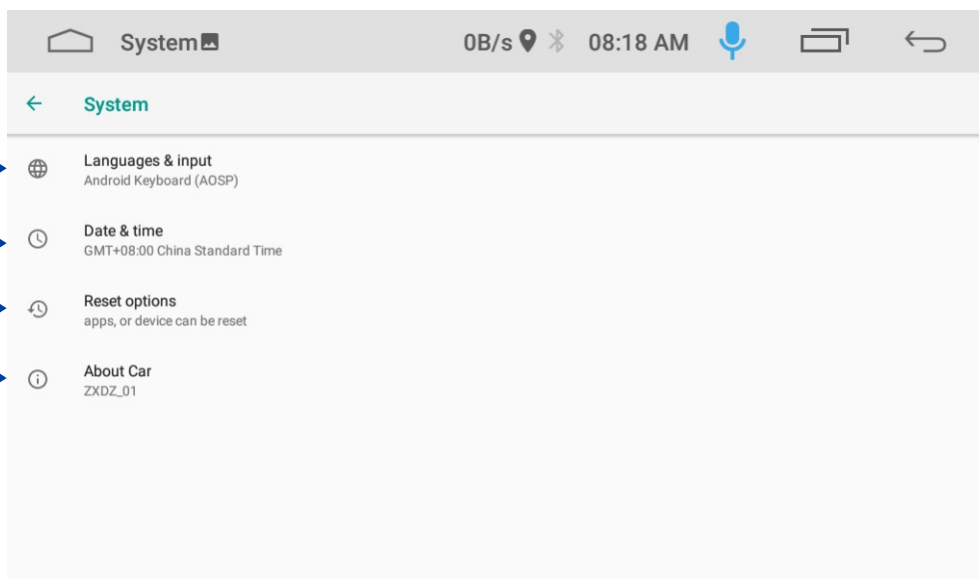 System 0B/s 08:18 AM
System
Languages & input
Android Keyboard (AOSP)
Date & time
GMT+08:00 China Standard Time
Reset options
apps, or device can be reset
About Car
ZXDZ_01